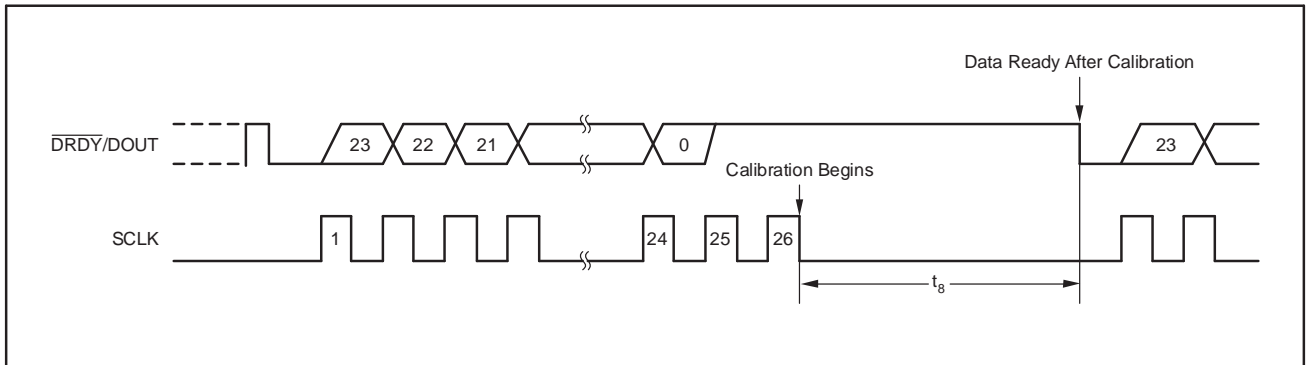 Data Ready After Calibration
DRDY/DOUT
23
22
21
0
23
Calibration Begins
SCLK
1
24
25
26
t8